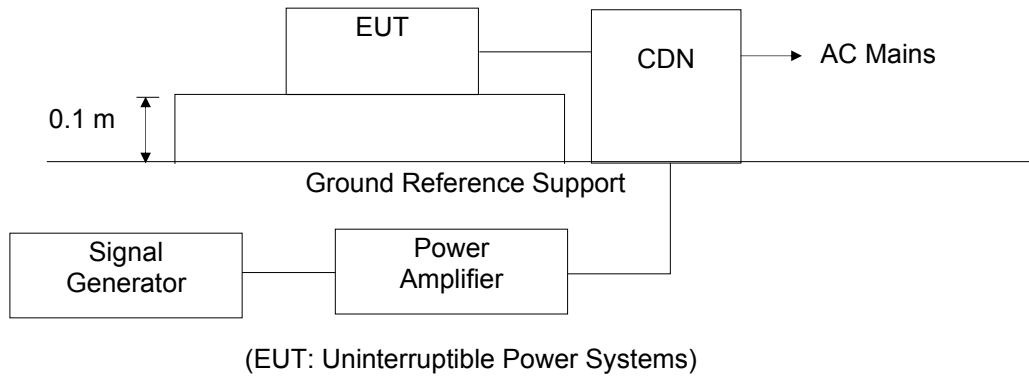 EUT
CDN
AC Mains
0.1 m
Ground Reference Support
Signal
Generator
Power
Amplifier
(EUT: Uninterruptible Power Systems)